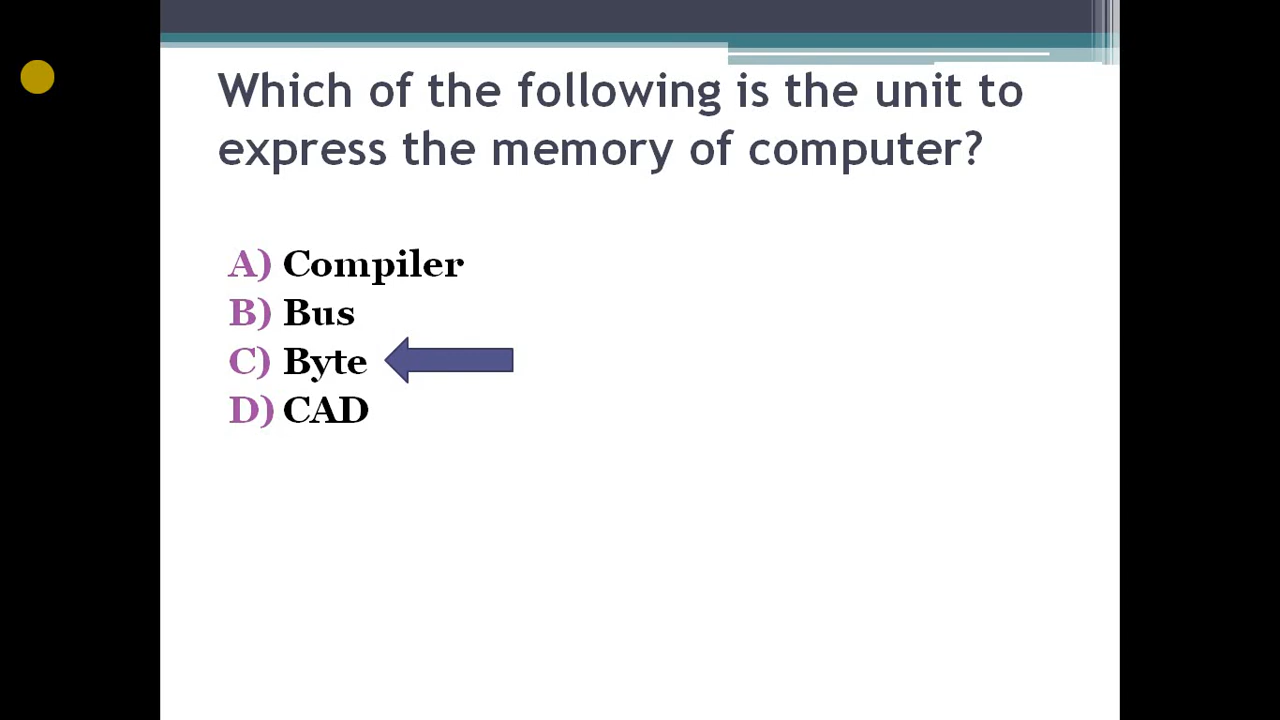 Which of the following is the unit to
express the memory of computer?
A) Compiler
B) Bus
C) Byte
D) CAD